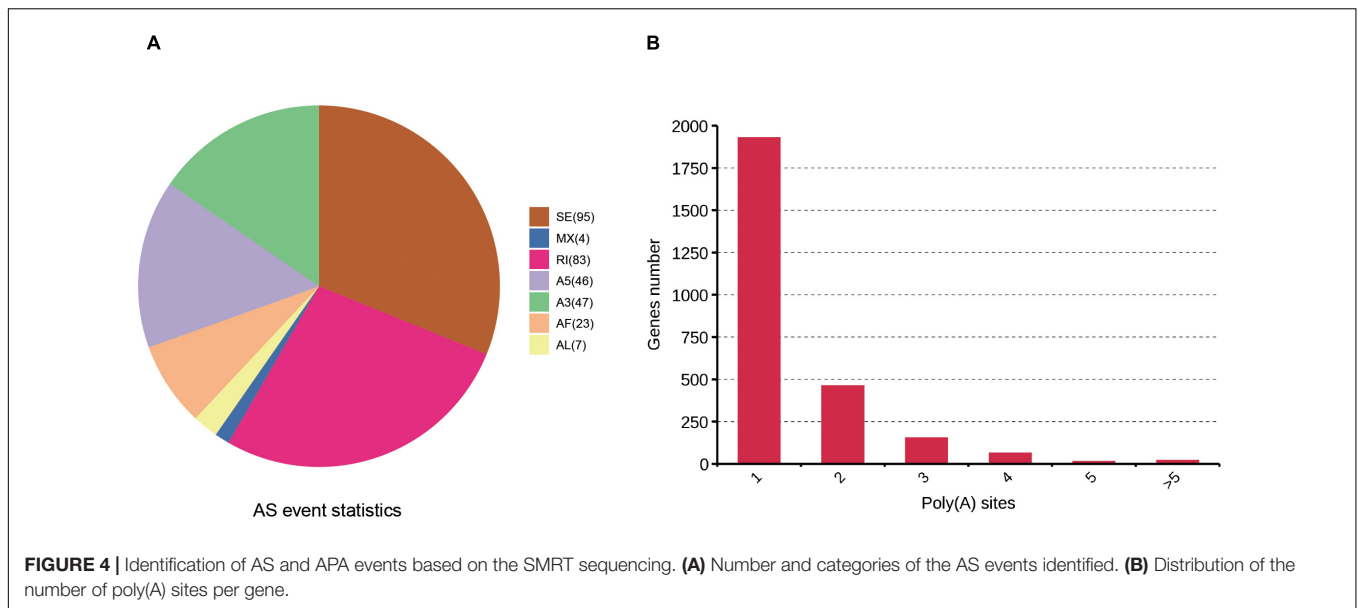 A
SE(95)
MX(4)
RI(83)
A5(46)
A3(47)
AF(23)
AL(7)
AS event statistics
B
Genes number
2000
1750
1500
1250
1000
750
500
250
0
1
2
3
4
5
>5
Poly(A) sites
FIGURE 4 | Identification of AS and APA events based on the SMRT sequencing. (A) Number and categories of the AS events identified. (B) Distribution of the
number of poly(A) sites per gene.